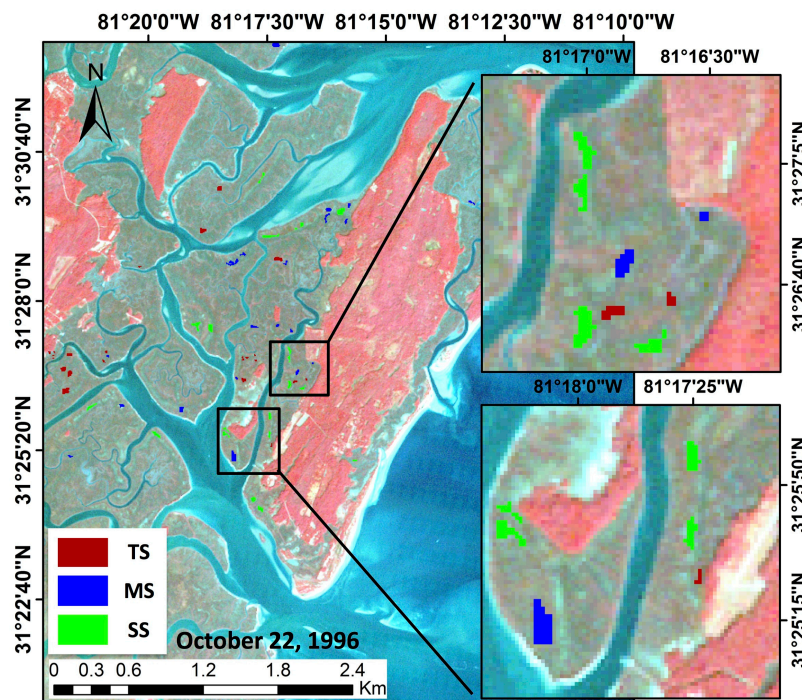 81°20'0"W 81°17'30"W 81°15'0"W 81°12'30"W 81°10'0"W
31°30'40"N
31°28'0"N
31°25'20"N
31°22'40"N
N
81°17'0"W 81°16'30"W
31°27'5"N
31°26'40"N
81°18'0"W 81°17'25"W
31°25'50"N
31°25'15"N
TS
MS
SS
October 22, 1996
0 0.3 0.6 1.2 1.8 2.4
Km